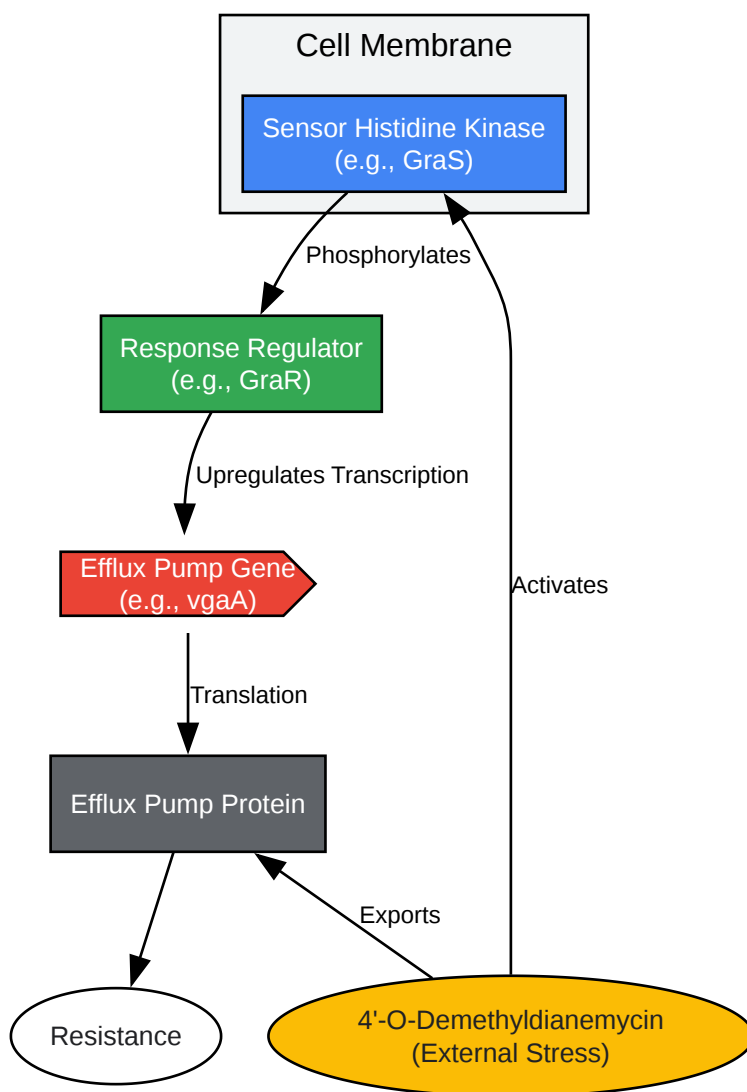 Cell Membrane
Sensor Histidine Kinase
(e.g., GraS)
Phosphorylates
Response Regulator
(e.g., GraR)
Upregulates Transcription
Efflux Pump Gene
(e.g., vgaA)
Activates
Translation
Efflux Pump Protein
Exports
Resistance
4'-O-Demethyldianemycin
(External Stress)